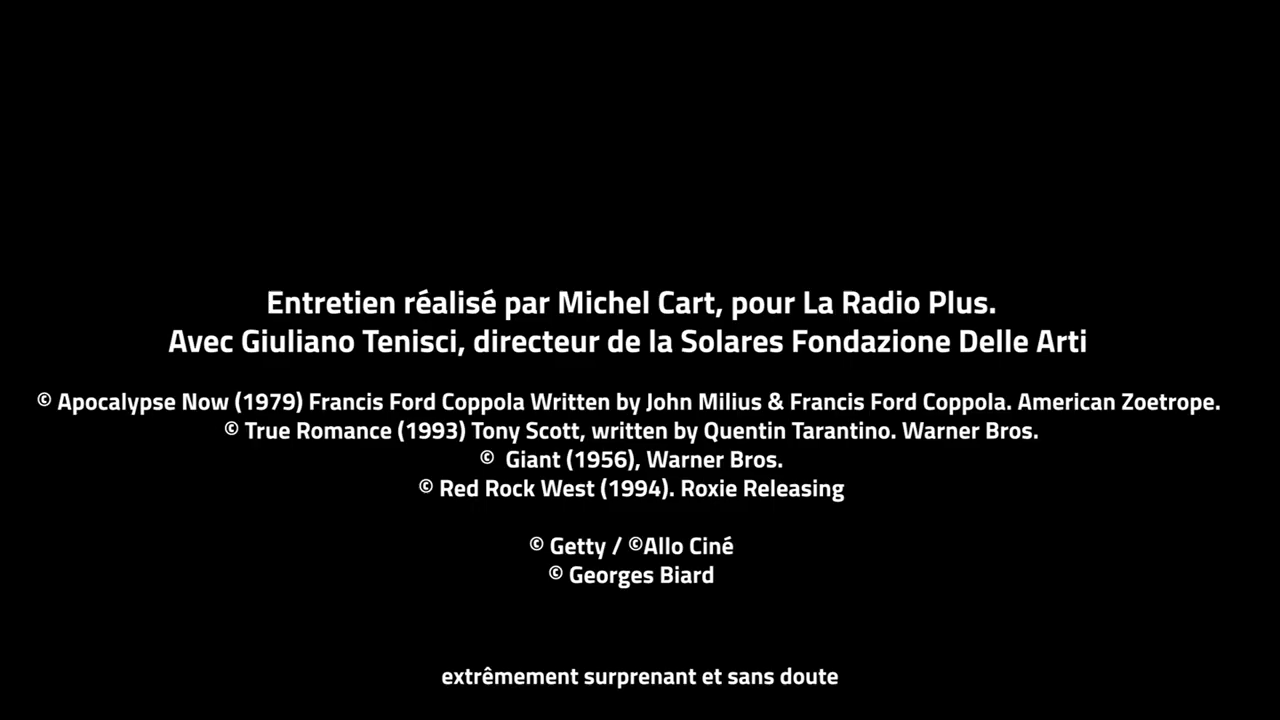 Entretien réalisé par Michel Cart, pour La Radio Plus.
Avec Giuliano Tenisci, directeur de la Solares Fondazione Delle Arti
© Apocalypse Now (1979) Francis Ford Coppola Written by John Milius & Francis Ford Coppola. American Zoetrope.
© True Romance (1993) Tony Scott, written by Quentin Tarantino. Warner Bros.
© Giant (1956), Warner Bros.
© Red Rock West (1994). Roxie Releasing
© Getty / ©Allo Ciné
© Georges Biard
extrêmement surprenant et sans doute